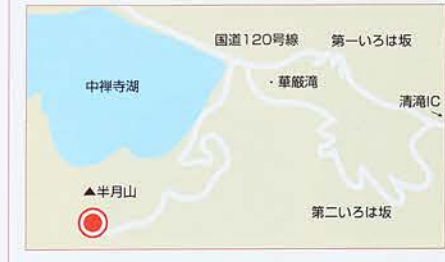 国道120号線
第一いろは坂
中禅寺湖
・華厳滝
清滝IC
▲半月山
第二いろは坂